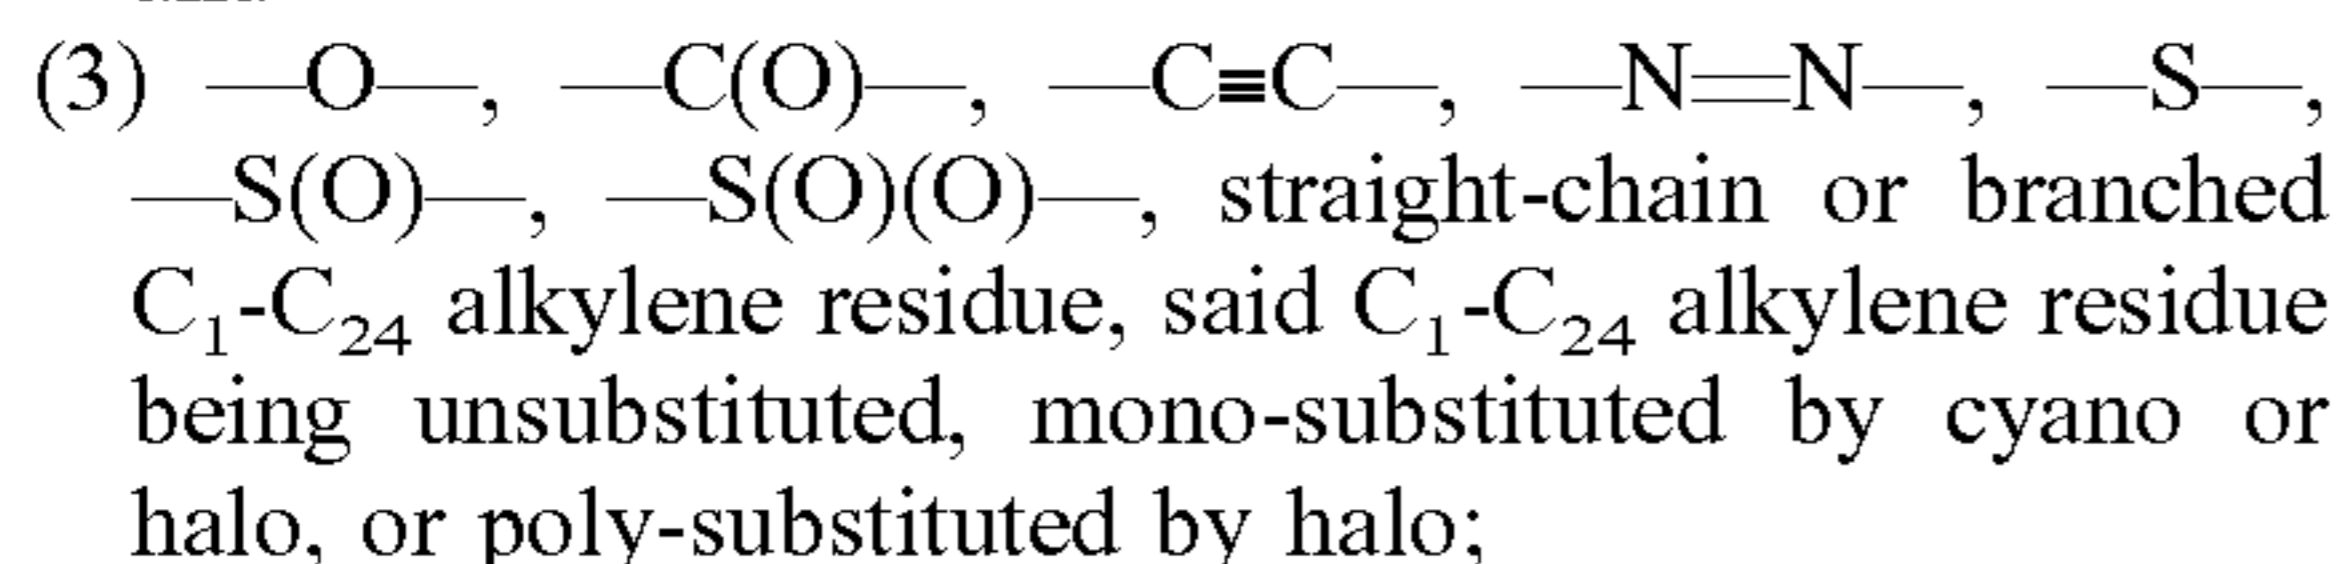 (3) —O—, —C(O)—, —C≡C—, —N═N—, —S—,
—S(O)—, —S(O)(O)—, straight-chain or branched
C₁-C₂₄ alkylene residue, said C₁-C₂₄ alkylene residue
being unsubstituted, mono-substituted by cyano or
halo, or poly-substituted by halo;